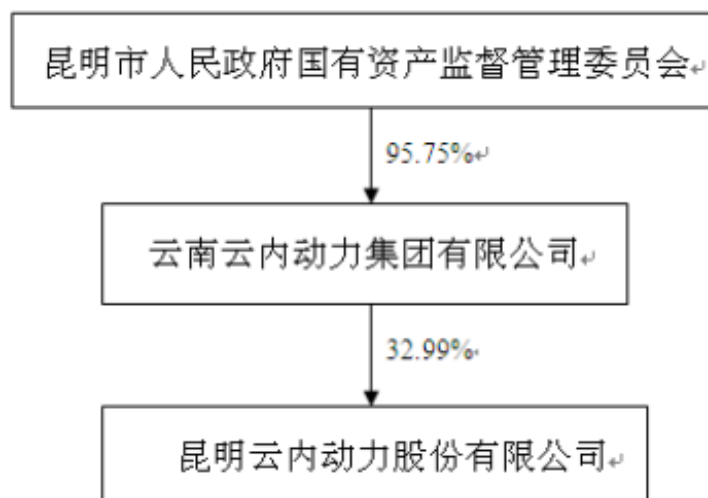 昆明市人民政府国有资产监督管理委员会
95.75%
云南云内动力集团有限公司
32.99%
昆明云内动力股份有限公司